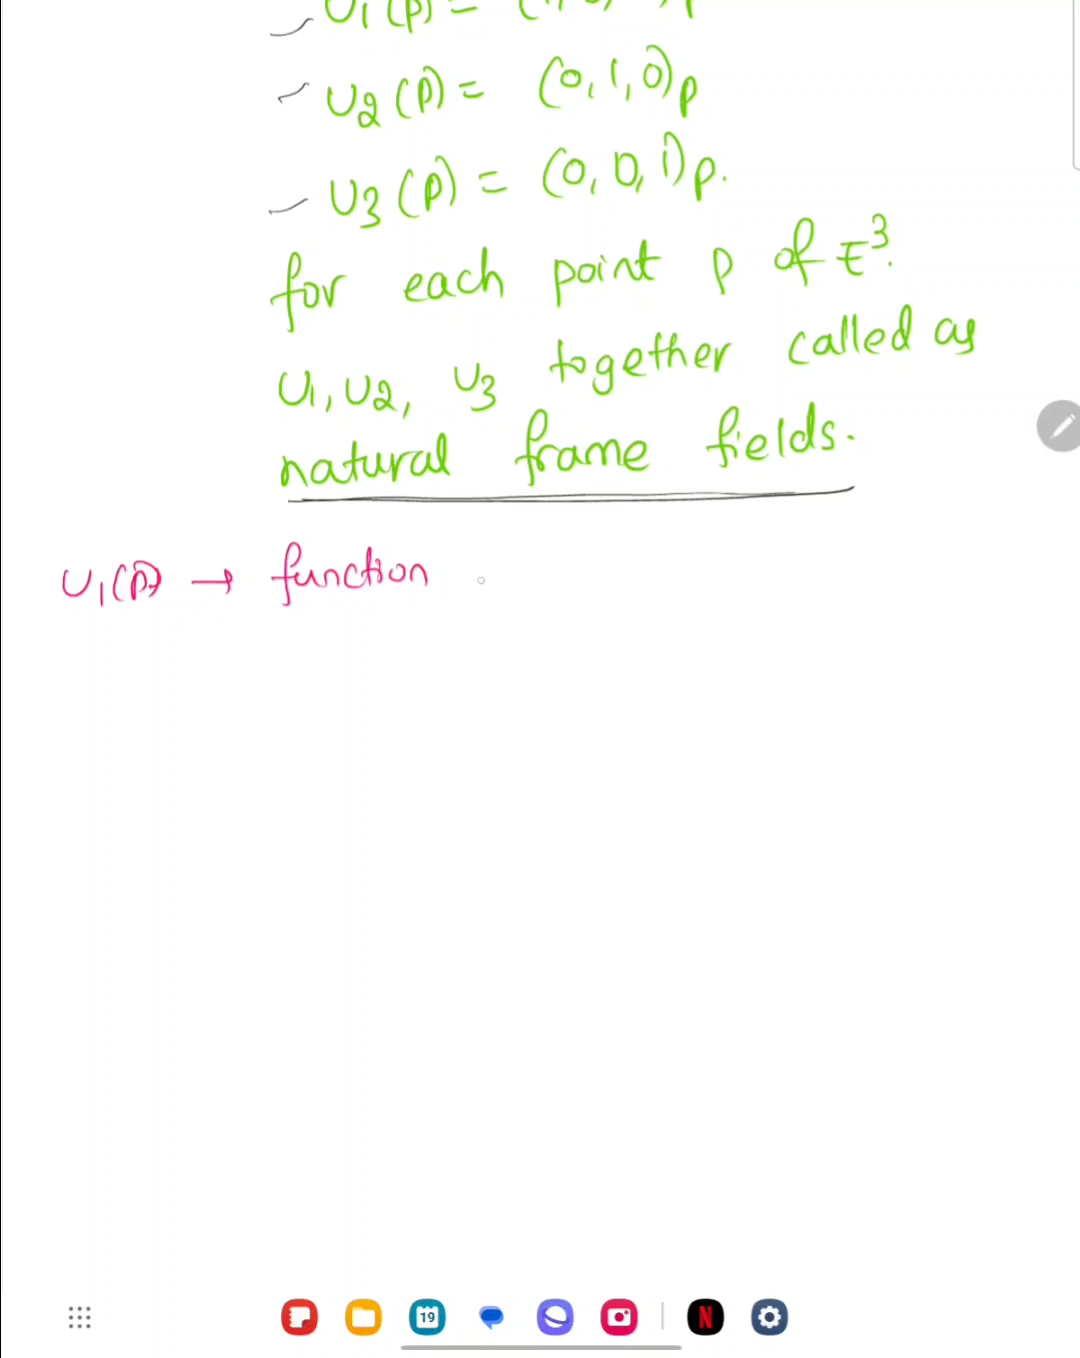 U2 (p) = (0,1,0)p
U3 (p) = (0,0,1)p.
for each point p of E³.
U1, U2, U3 together called as
natural frame fields.
U1(p) → function
19
N